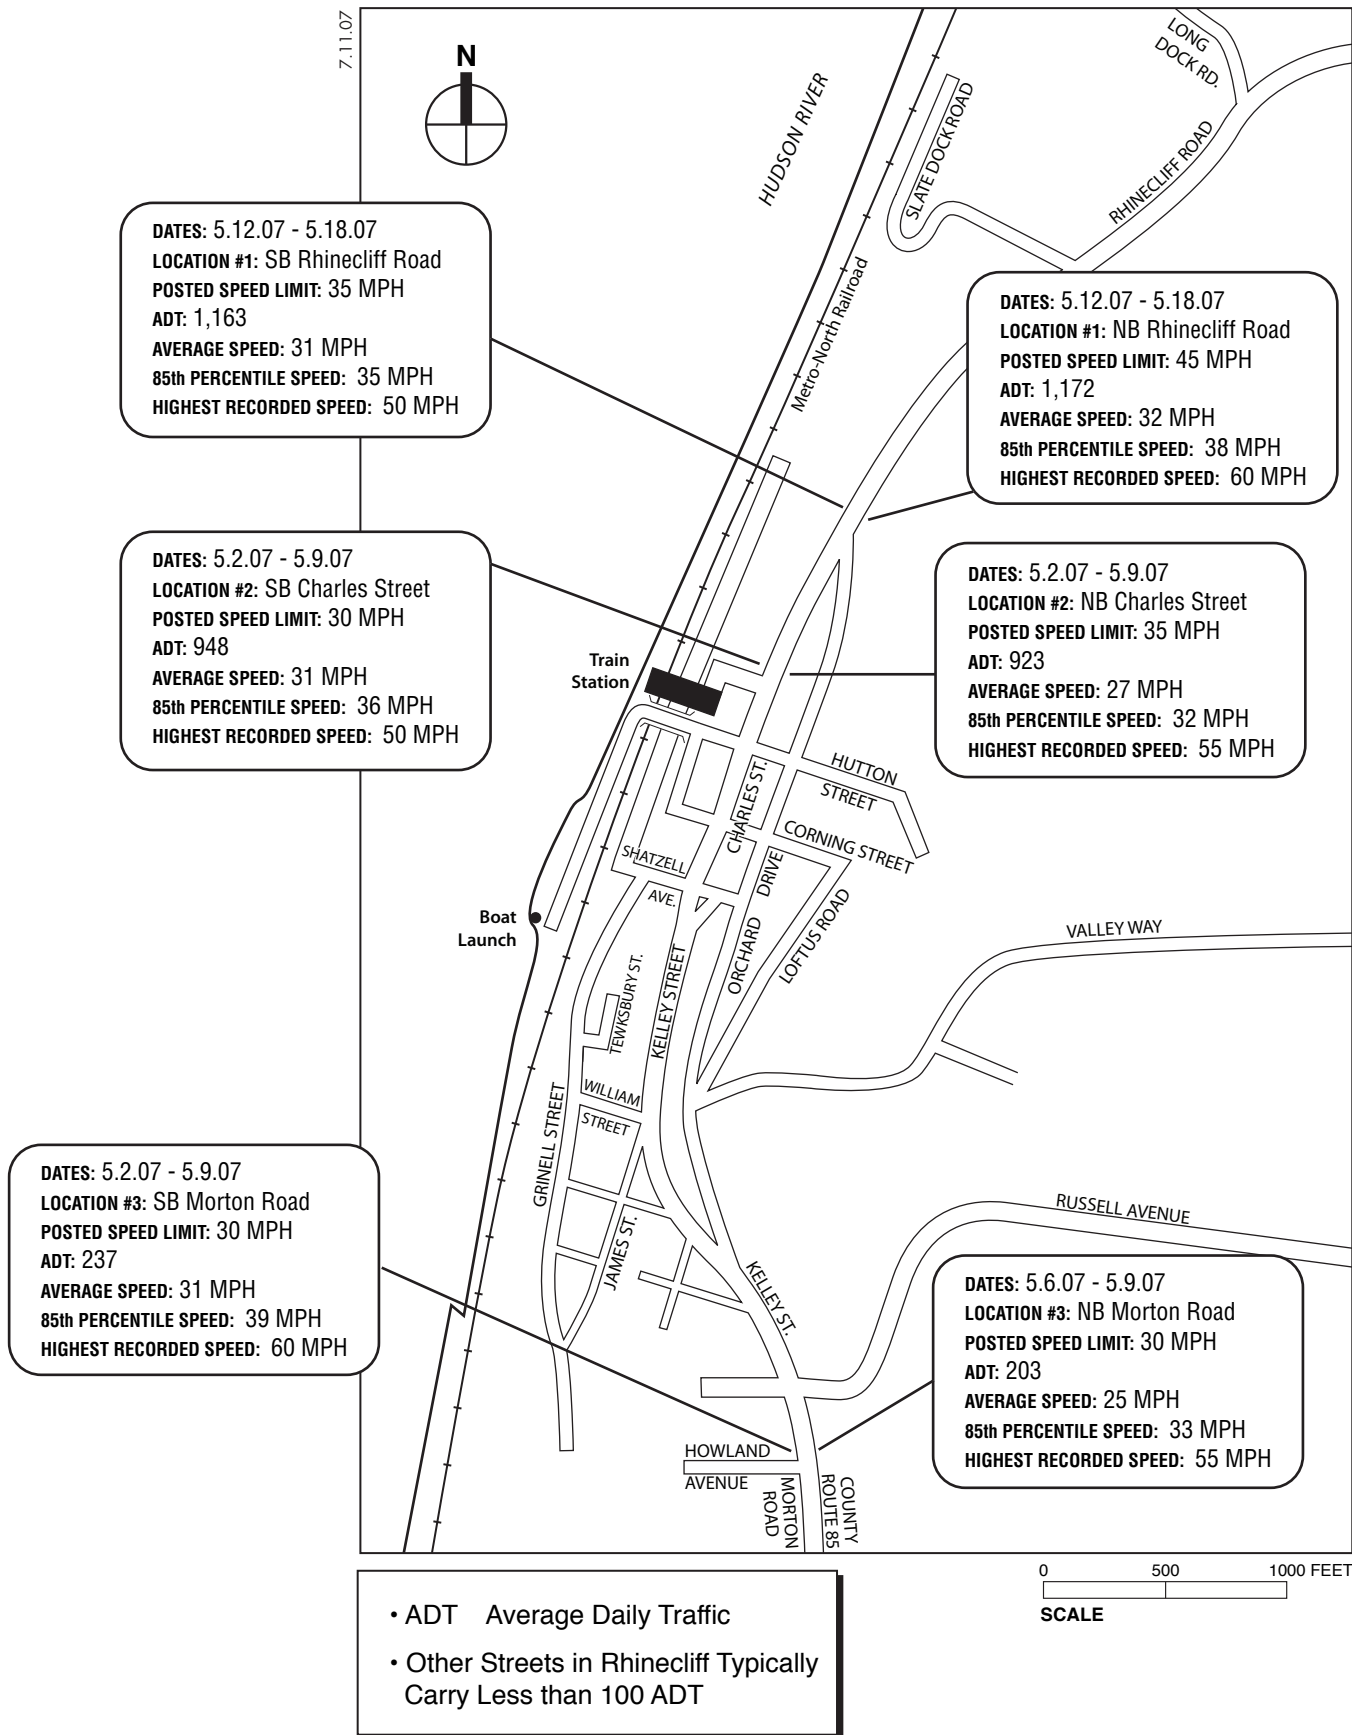 7.11.07
N
HUDSON RIVER
LONG
DOCK RD.
SLATE DOCK ROAD
RHINECLIFF ROAD
Metro-North Railroad
DATES: 5.12.07 - 5.18.07
LOCATION #1: SB Rhinecliff Road
POSTED SPEED LIMIT: 35 MPH
ADT: 1,163
AVERAGE SPEED: 31 MPH
85th PERCENTILE SPEED: 35 MPH
HIGHEST RECORDED SPEED: 50 MPH
DATES: 5.12.07 - 5.18.07
LOCATION #1: NB Rhinecliff Road
POSTED SPEED LIMIT: 45 MPH
ADT: 1,172
AVERAGE SPEED: 32 MPH
85th PERCENTILE SPEED: 38 MPH
HIGHEST RECORDED SPEED: 60 MPH
DATES: 5.2.07 - 5.9.07
LOCATION #2: SB Charles Street
POSTED SPEED LIMIT: 30 MPH
ADT: 948
AVERAGE SPEED: 31 MPH
85th PERCENTILE SPEED: 36 MPH
HIGHEST RECORDED SPEED: 50 MPH
DATES: 5.2.07 - 5.9.07
LOCATION #2: NB Charles Street
POSTED SPEED LIMIT: 35 MPH
ADT: 923
AVERAGE SPEED: 27 MPH
85th PERCENTILE SPEED: 32 MPH
HIGHEST RECORDED SPEED: 55 MPH
Train
Station
HUTTON
STREET
CHARLES ST.
CORNING STREET
SHATZELL
AVE.
ORCHARD DRIVE
LOFTUS ROAD
Boat
Launch
VALLEY WAY
TEWKSBURY ST.
KELLEY STREET
WILLIAM
STREET
GRINELL STREET
JAMES ST.
RUSSELL AVENUE
KELLEY ST.
DATES: 5.2.07 - 5.9.07
LOCATION #3: SB Morton Road
POSTED SPEED LIMIT: 30 MPH
ADT: 237
AVERAGE SPEED: 31 MPH
85th PERCENTILE SPEED: 39 MPH
HIGHEST RECORDED SPEED: 60 MPH
DATES: 5.6.07 - 5.9.07
LOCATION #3: NB Morton Road
POSTED SPEED LIMIT: 30 MPH
ADT: 203
AVERAGE SPEED: 25 MPH
85th PERCENTILE SPEED: 33 MPH
HIGHEST RECORDED SPEED: 55 MPH
HOWLAND
AVENUE
MORTON
ROAD
COUNTY
ROUTE 85
0 500 1000 FEET
SCALE
• ADT Average Daily Traffic
• Other Streets in Rhinecliff Typically
Carry Less than 100 ADT